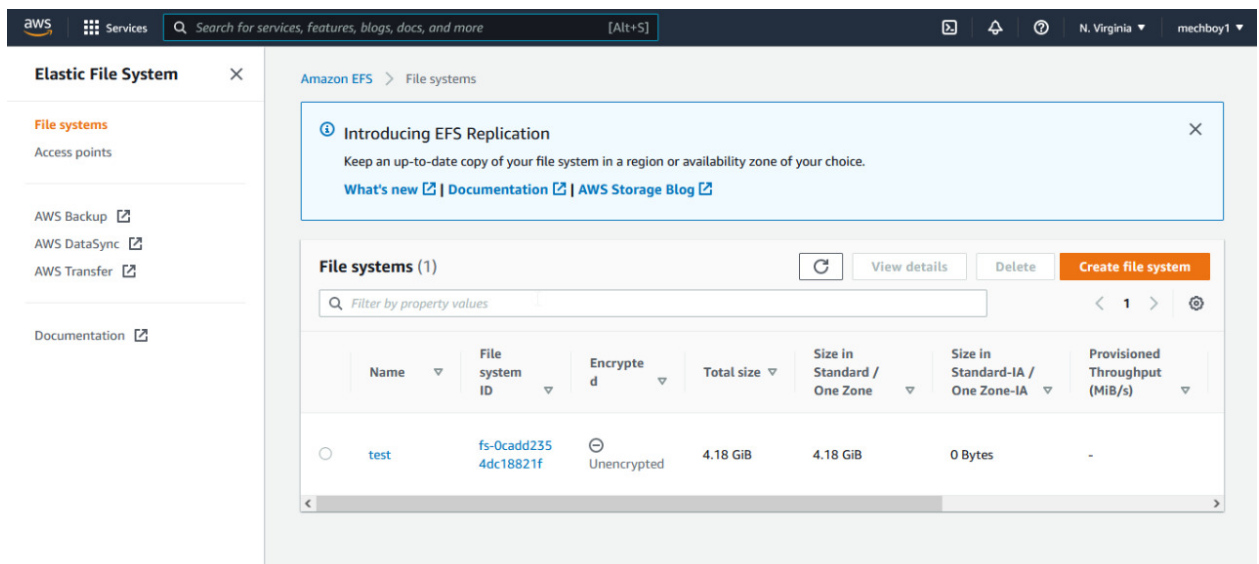 aws Services Search for services, features, blogs, docs, and more [Alt+S] N. Virginia mechboy1
Elastic File System
File systems
Access points
AWS Backup
AWS DataSync
AWS Transfer
Documentation
Amazon EFS > File systems
Introducing EFS Replication
Keep an up-to-date copy of your file system in a region or availability zone of your choice.
What's new | Documentation | AWS Storage Blog
File systems (1) View details Delete Create file system
Filter by property values < 1 >
Name
File
system
ID
Encrypte
d
Total size
Size in
Standard /
One Zone
Size in
Standard-IA /
One Zone-IA
Provisioned
Throughput
(MiB/s)
test
fs-0cadd235
4dc18821f
Unencrypted
4.18 GiB
4.18 GiB
0 Bytes
-